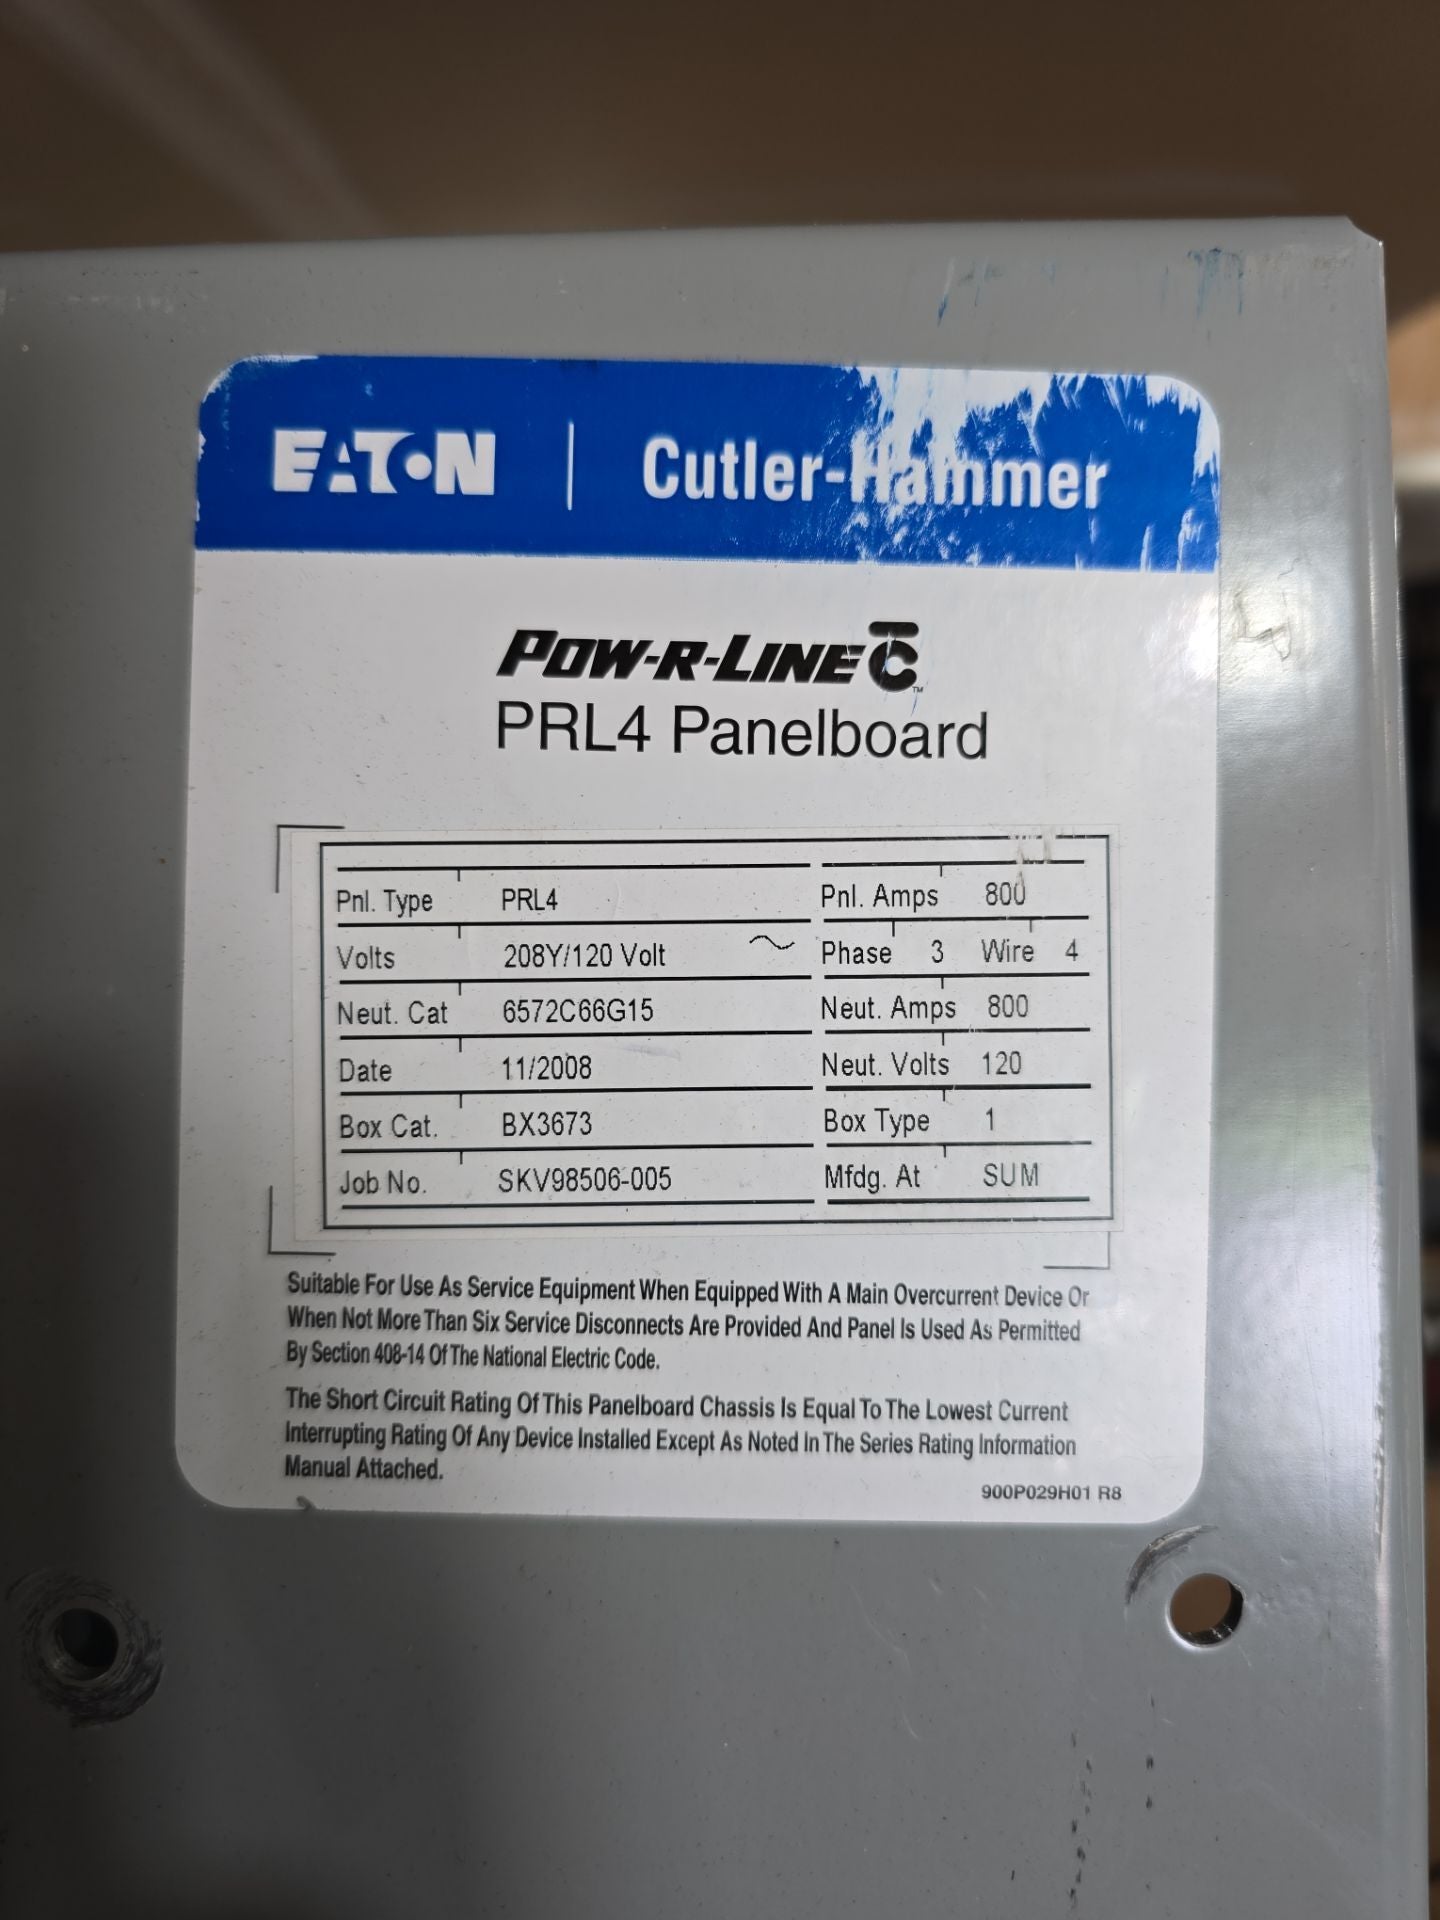 EATON | Cutler-Hammer
POW-R-LINE C ™
PRL4 Panelboard
Pnl. Type PRL4 Pnl. Amps 800
Volts 208Y/120 Volt ~ Phase 3 Wire 4
Neut. Cat 6572C66G15 Neut. Amps 800
Date 11/2008 Neut. Volts 120
Box Cat. BX3673 Box Type 1
Job No. SKV98506-005 Mfdg. At SUM
Suitable For Use As Service Equipment When Equipped With A Main Overcurrent Device Or
When Not More Than Six Service Disconnects Are Provided And Panel Is Used As Permitted
By Section 408-14 Of The National Electric Code.
The Short Circuit Rating Of This Panelboard Chassis Is Equal To The Lowest Current
Interrupting Rating Of Any Device Installed Except As Noted In The Series Rating Information
Manual Attached.
900P029H01 R8